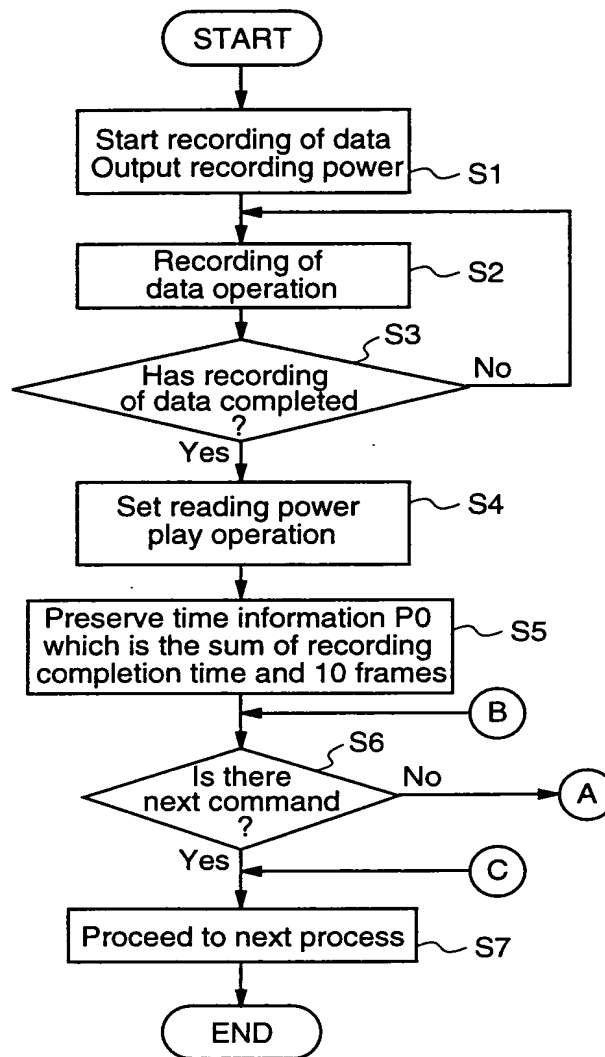 START
Start recording of data
Output recording power
S1
Recording of
data operation
S2
S3
Has recording
of data completed
?
No
Yes
Set reading power
play operation
S4
Preserve time information P0
which is the sum of recording
completion time and 10 frames
S5
B
S6
Is there
next command
?
No
A
Yes
C
Proceed to next process
S7
END